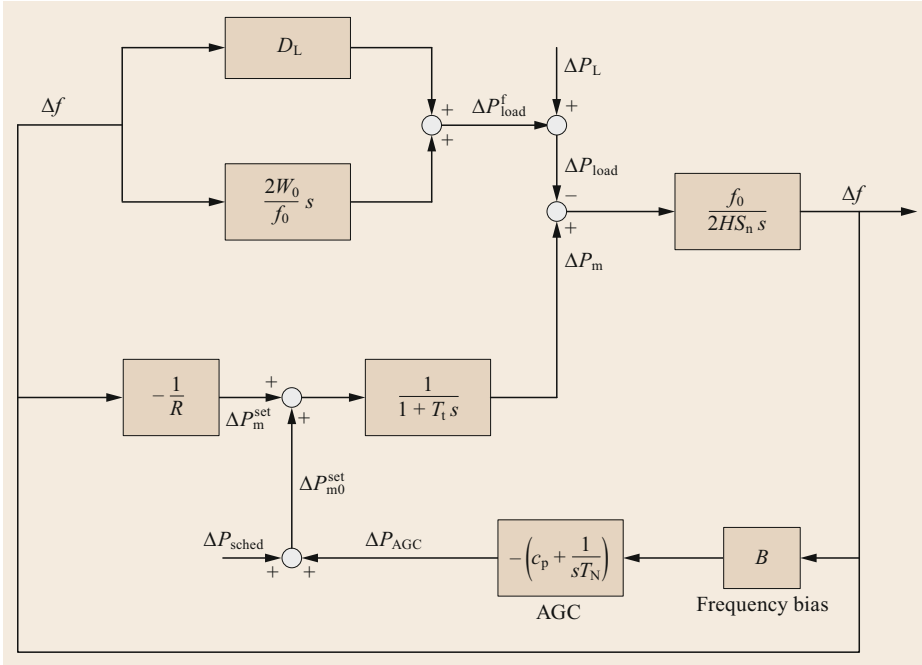 D_L
ΔP_L
Δf
ΔP^f_load
+
+
+
ΔP_load
2W_0/f_0 s
−
+
f_0/2HS_n s
Δf
ΔP_m
−1/R
+
+
1/1 + T_t s
ΔP^set_m
ΔP^set_m0
ΔP_sched
ΔP_AGC
+
+
−(c_p + 1/sT_N)
B
AGC
Frequency bias